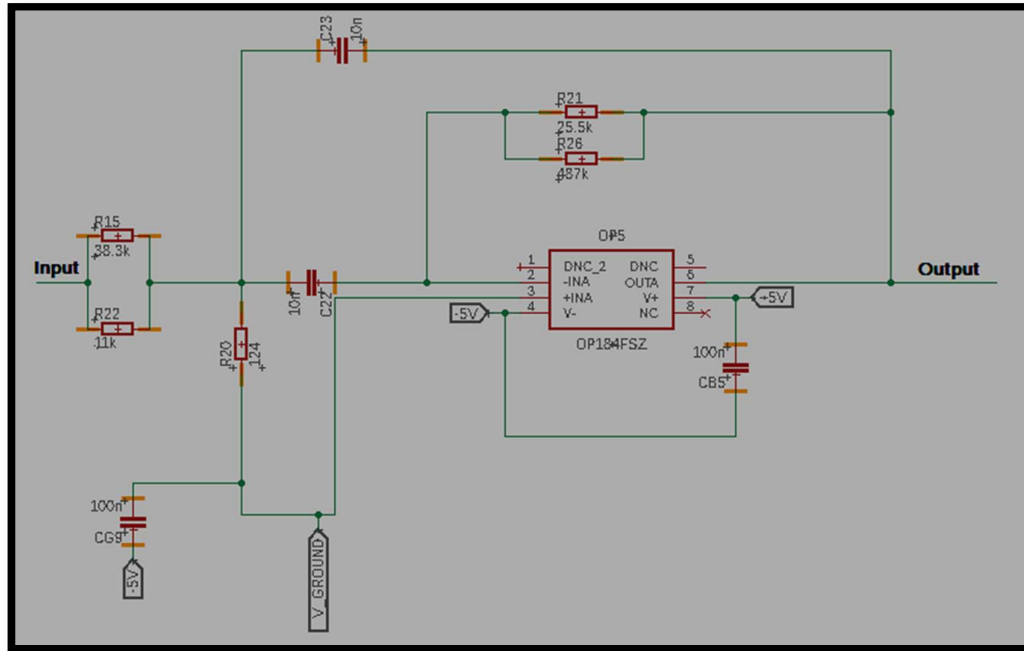 C23
10n
R21
25.5k
R26
487k
R15
38.3k
Input
R22
11k
10n
C22
R20
124
OP5
1 DNC_2 DNC 5
2 -INA OUTA 6
3 +INA V+ 7
4 V- NC 8
OP184FSZ
-5V
+5V
Output
100n
CB5
100n
CG9
-5V
V_GROUND